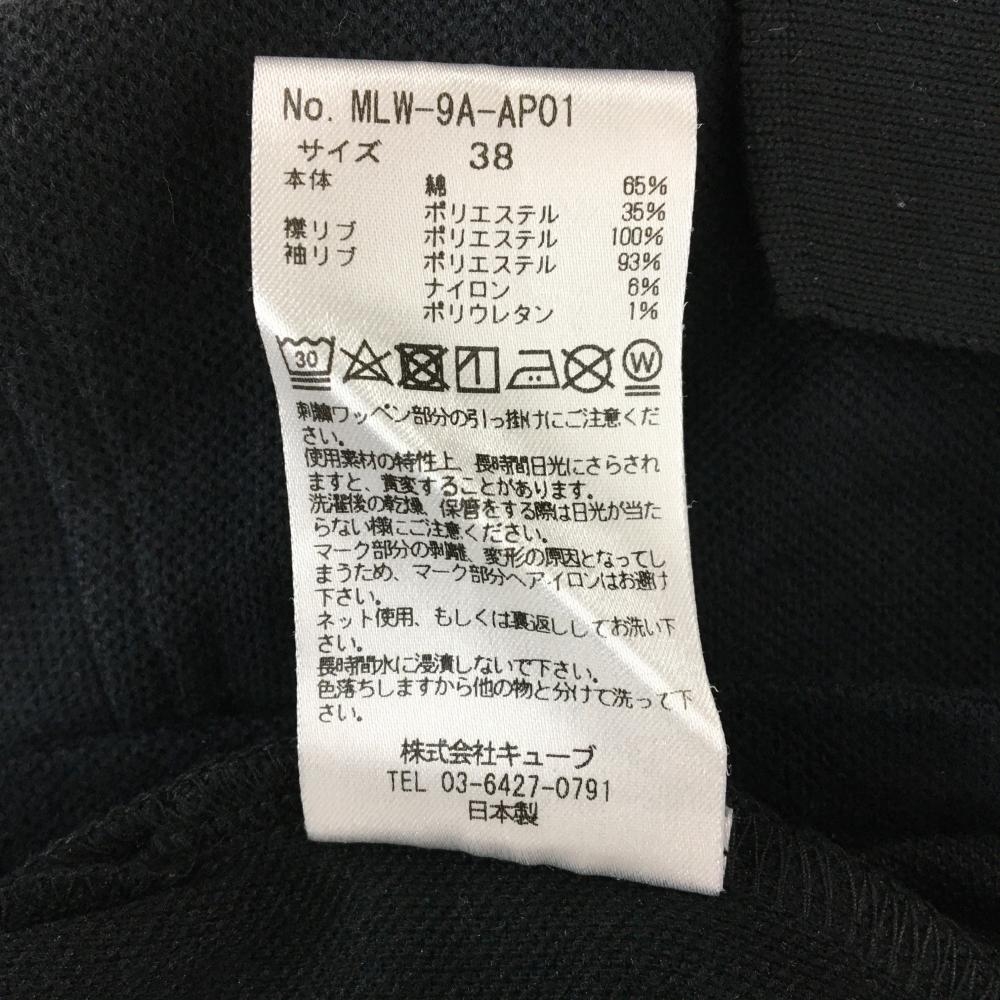 No. MLW-9A-AP01
サイズ 38
本体 綿 65%
ポリエステル 35%
襟リブ ポリエステル 100%
袖リブ ポリエステル 93%
ナイロン 6%
ポリウレタン 1%
30 W
刺繍ワッペン部分の引っ掛けにご注意くだ
さい。
使用素材の特性上、長時間日光にさらされ
ますと、黄変することがあります。
洗濯後の乾燥、保管をする際は日光が当た
らない様にご注意ください。
マーク部分の剥離、変形の原因となってし
まうため、マーク部分へアイロンはお避け
下さい。
ネット使用、もしくは裏返ししてお洗い下
さい。
長時間水に浸漬しないで下さい。
色落ちしますから他の物と分けて洗って下
さい。
株式会社キューブ
TEL 03-6427-0791
日本製